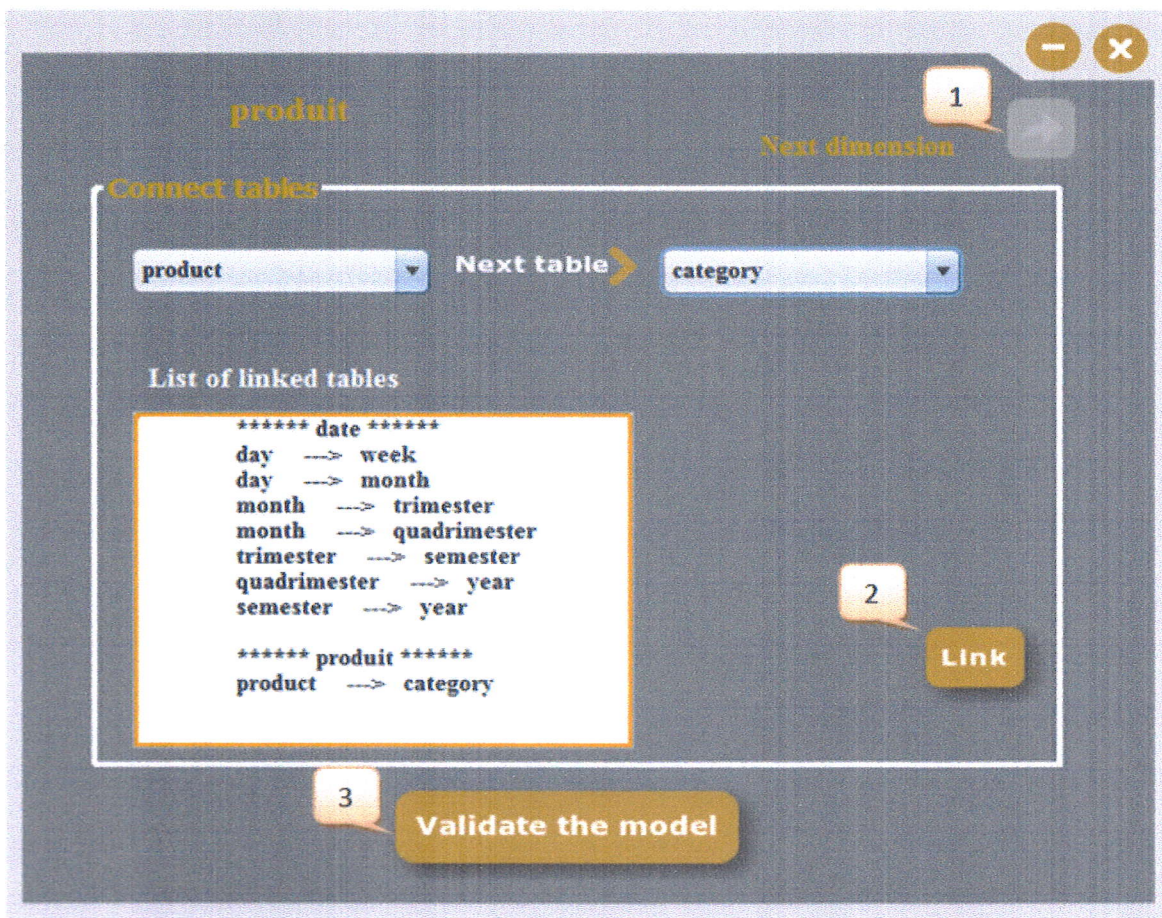 produit
1
Next dimension
Connect tables
product Next table category
List of linked tables
****** date ******
day ---> week
day ---> month
month ---> trimester
month ---> quadrimester
trimester ---> semester
quadrimester ---> year
semester ---> year
****** produit ******
product ---> category
2
Link
3
Validate the model